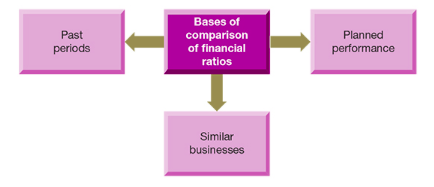 Past
periods
Bases of
comparison
of financial
ratios
Planned
performance
Similar
businesses